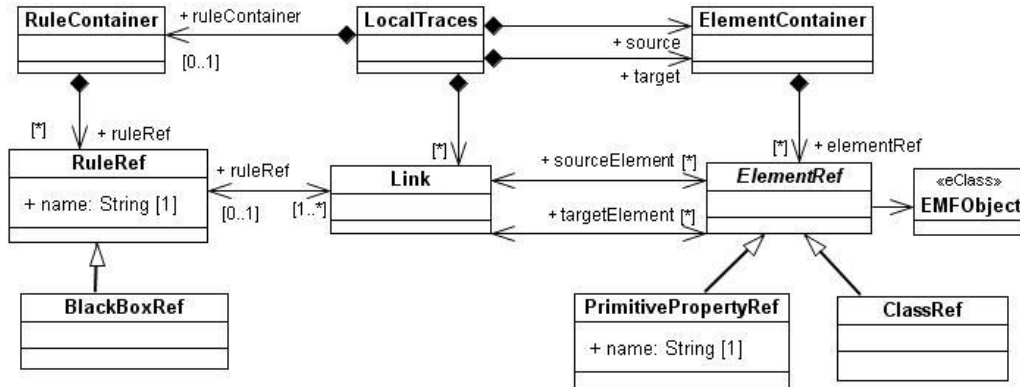 RuleContainer
+ ruleContainer
[0..1]
LocalTraces
ElementContainer
+ source
+ target
[*]
+ ruleRef
[*]
[*]
+ elementRef
RuleRef
+ name: String [1]
+ ruleRef
[0..1]
[1..*]
Link
+ sourceElement [*]
+ targetElement [*]
ElementRef
«eClass»
EMFObject
BlackBoxRef
PrimitivePropertyRef
+ name: String [1]
ClassRef